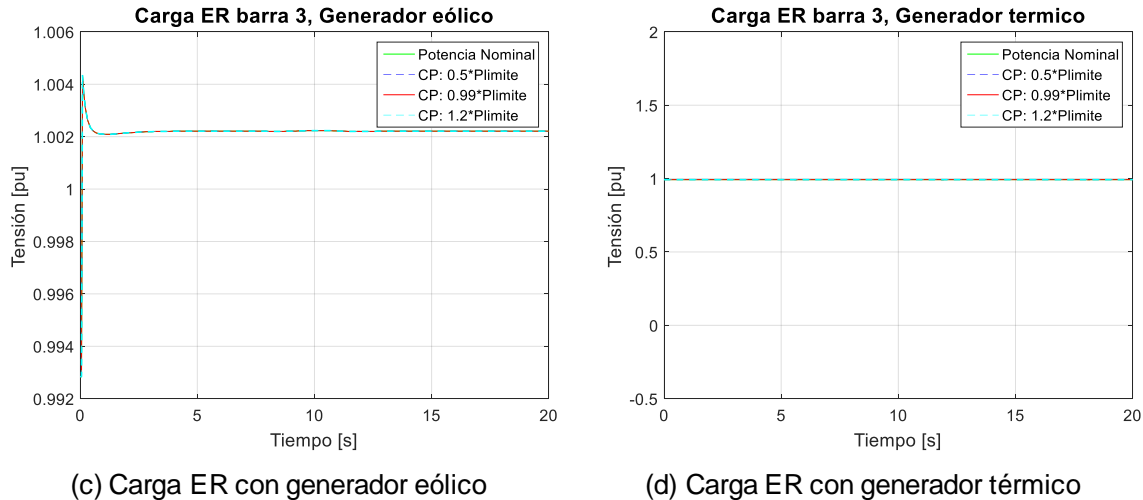 Carga ER barra 3, Generador eólico
1.006
1.004
1.002
1
0.998
0.996
0.994
0.992
Tensión [pu]
Potencia Nominal
CP: 0.5*Plimite
CP: 0.99*Plimite
CP: 1.2*Plimite
0 5 10 15 20
Tiempo [s]
(c) Carga ER con generador eólico
Carga ER barra 3, Generador termico
2
1.5
1
0.5
0
-0.5
Tensión [pu]
Potencia Nominal
CP: 0.5*Plimite
CP: 0.99*Plimite
CP: 1.2*Plimite
0 5 10 15 20
Tiempo [s]
(d) Carga ER con generador térmico